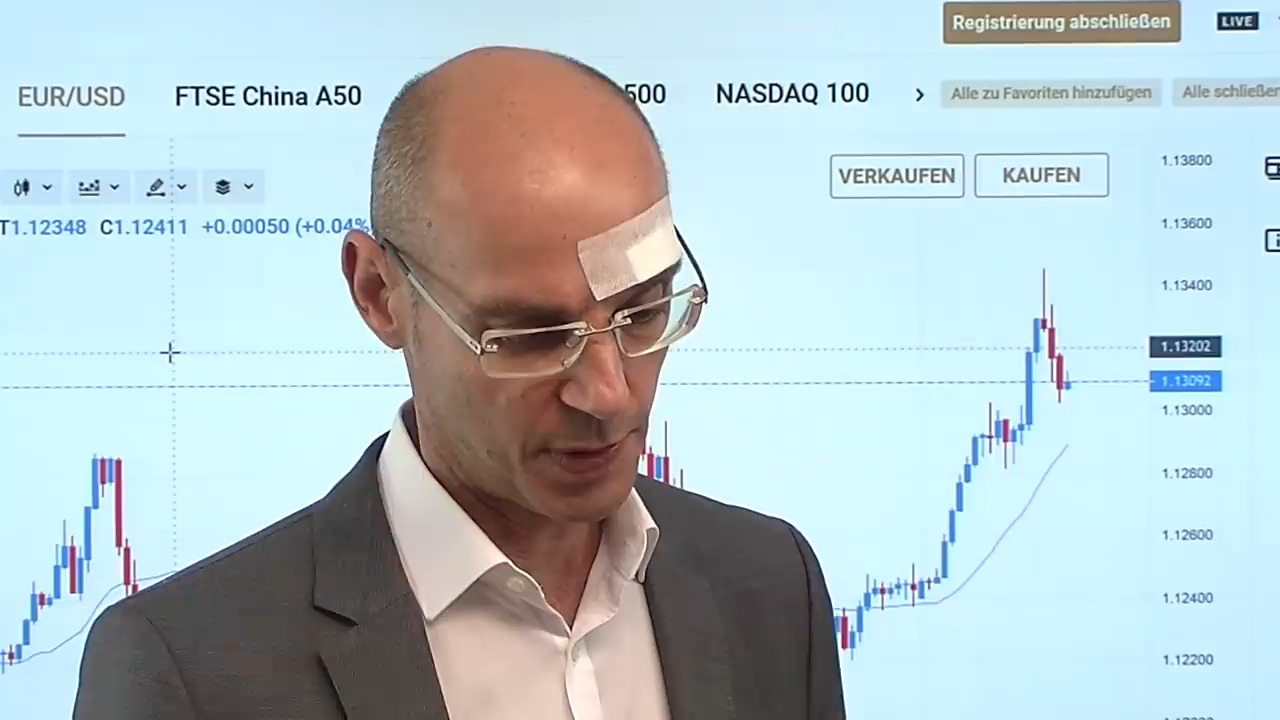 Registrierung abschließen
LIVE
EUR/USD
FTSE China A50
500
NASDAQ 100
Alle zu Favoriten hinzufügen
Alle schließen
VERKAUFEN
KAUFEN
T1.12348 C1.12411 +0.00050 (+0.04%
1.13800
1.13600
1.13400
1.13202
1.13092
1.13000
1.12800
1.12600
1.12400
1.12200